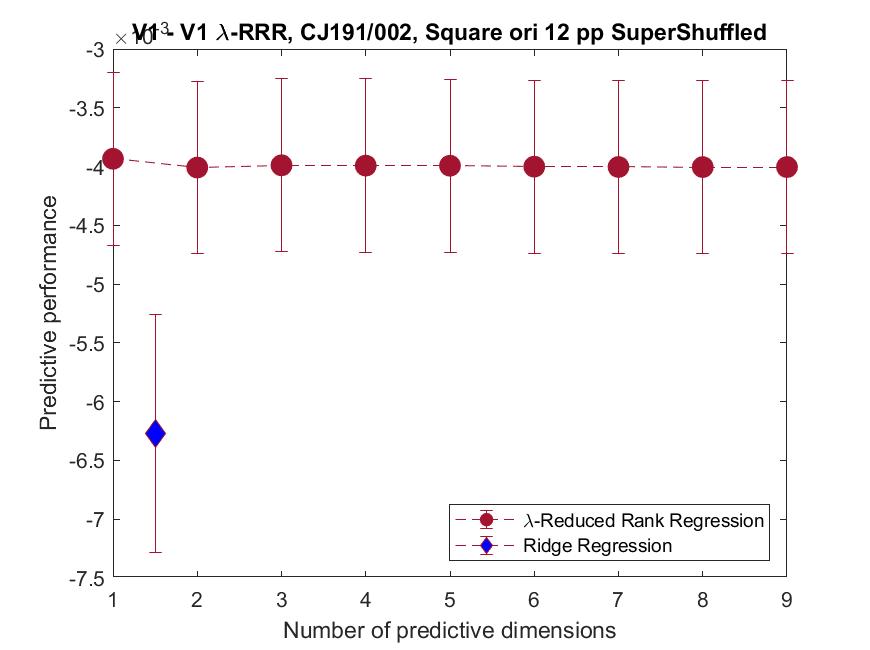 V1 - V1 λ-RRR, CJ191/002, Square ori 12 pp SuperShuffled
×10-3
-3
-3.5
-4
-4.5
-5
-5.5
-6
-6.5
-7
-7.5
Predictive performance
1 2 3 4 5 6 7 8 9
Number of predictive dimensions
λ-Reduced Rank Regression
Ridge Regression